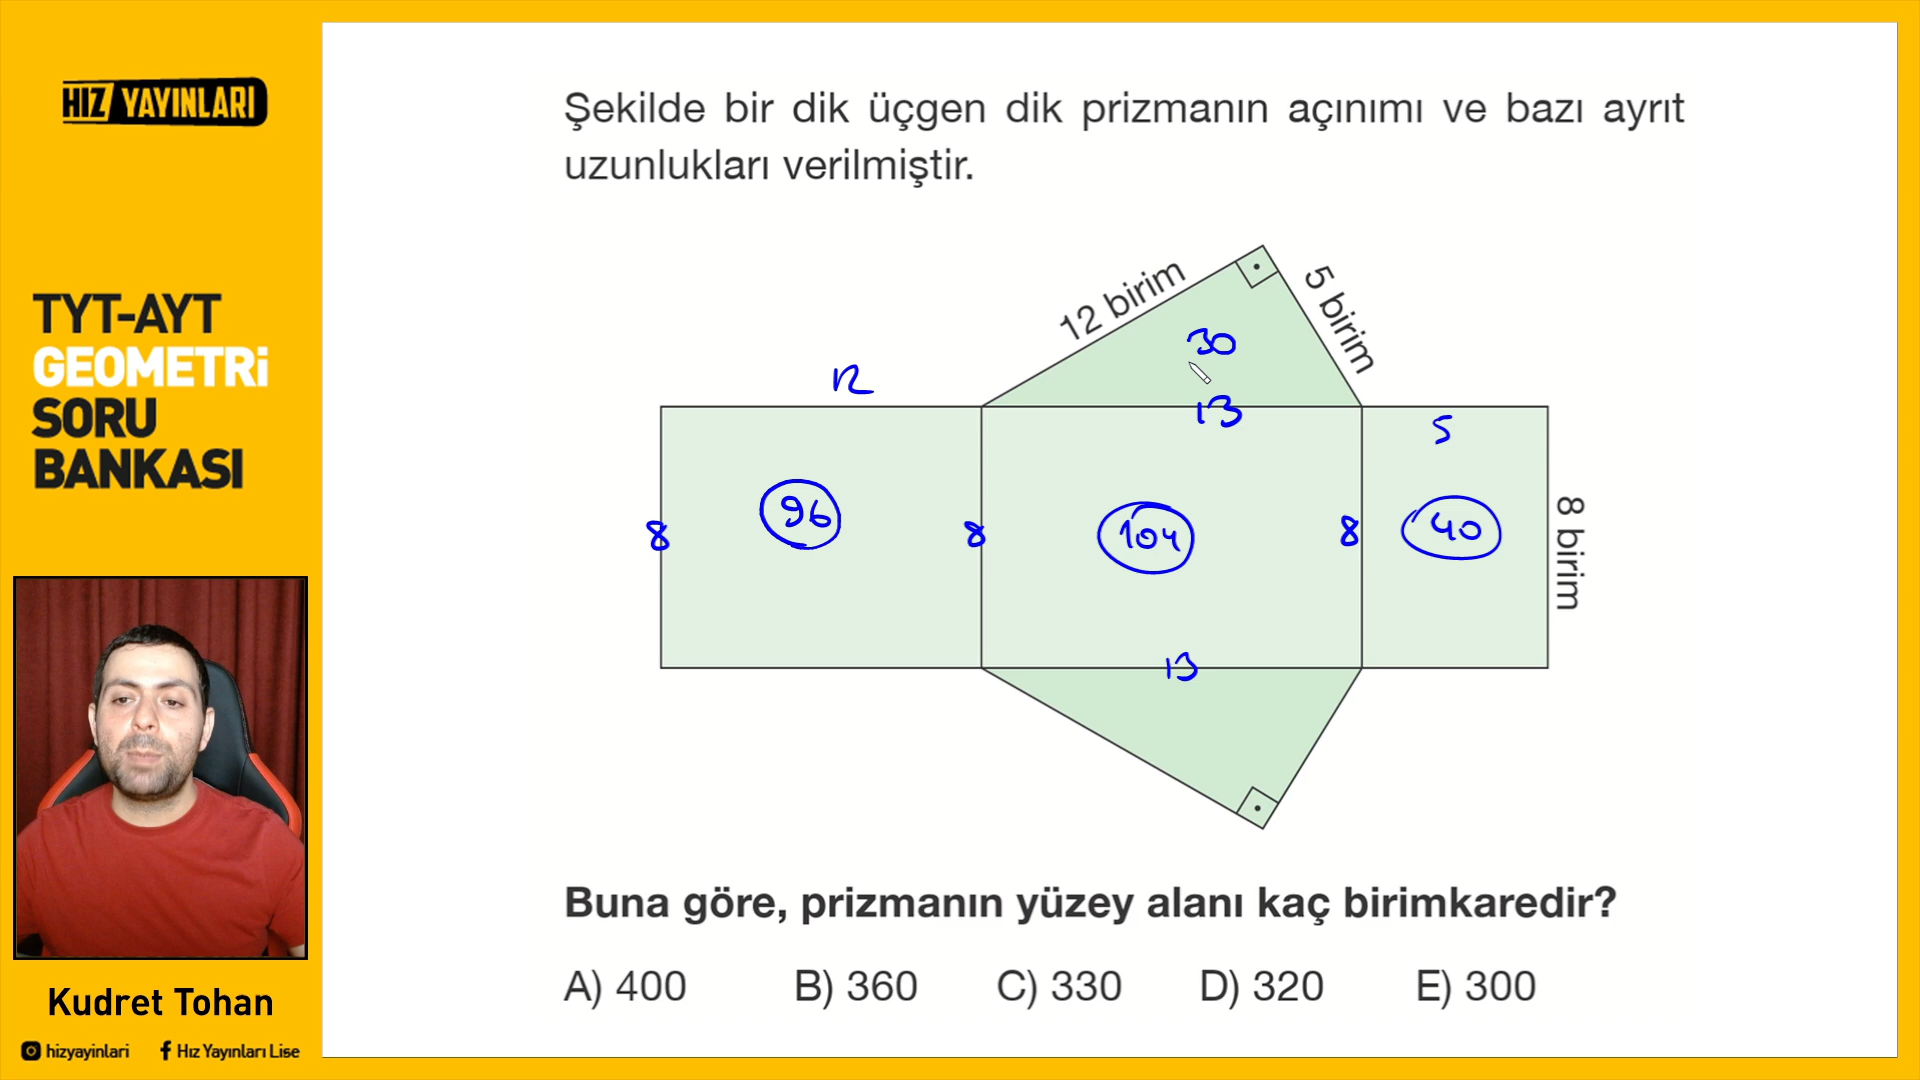 HIZ YAYINLARI
TYT-AYT
GEOMETRİ
SORU
BANKASI
Kudret Tohan
hizyayinlari
Hız Yayınları Lise
Şekilde bir dik üçgen dik prizmanın açınımı ve bazı ayrıt
uzunlukları verilmiştir.
12 birim
5 birim
30
12
13
5
96
8
8
104
8
40
8 birim
13
Buna göre, prizmanın yüzey alanı kaç birimkaredir?
A) 400 B) 360 C) 330 D) 320 E) 300